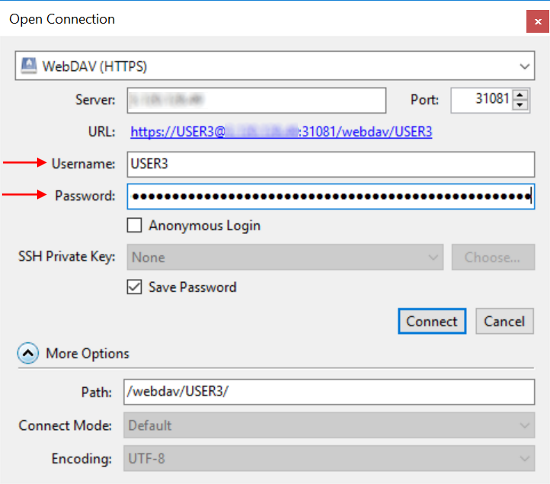 Open Connection
WebDAV (HTTPS)
Server: Port: 31081
URL: https://USER3@ :31081/webdav/USER3
Username: USER3
Password: ••••••••••••••••••••••••••••••••••••••••••••••••••
Anonymous Login
SSH Private Key: None Choose...
Save Password
Connect Cancel
More Options
Path: /webdav/USER3/
Connect Mode: Default
Encoding: UTF-8